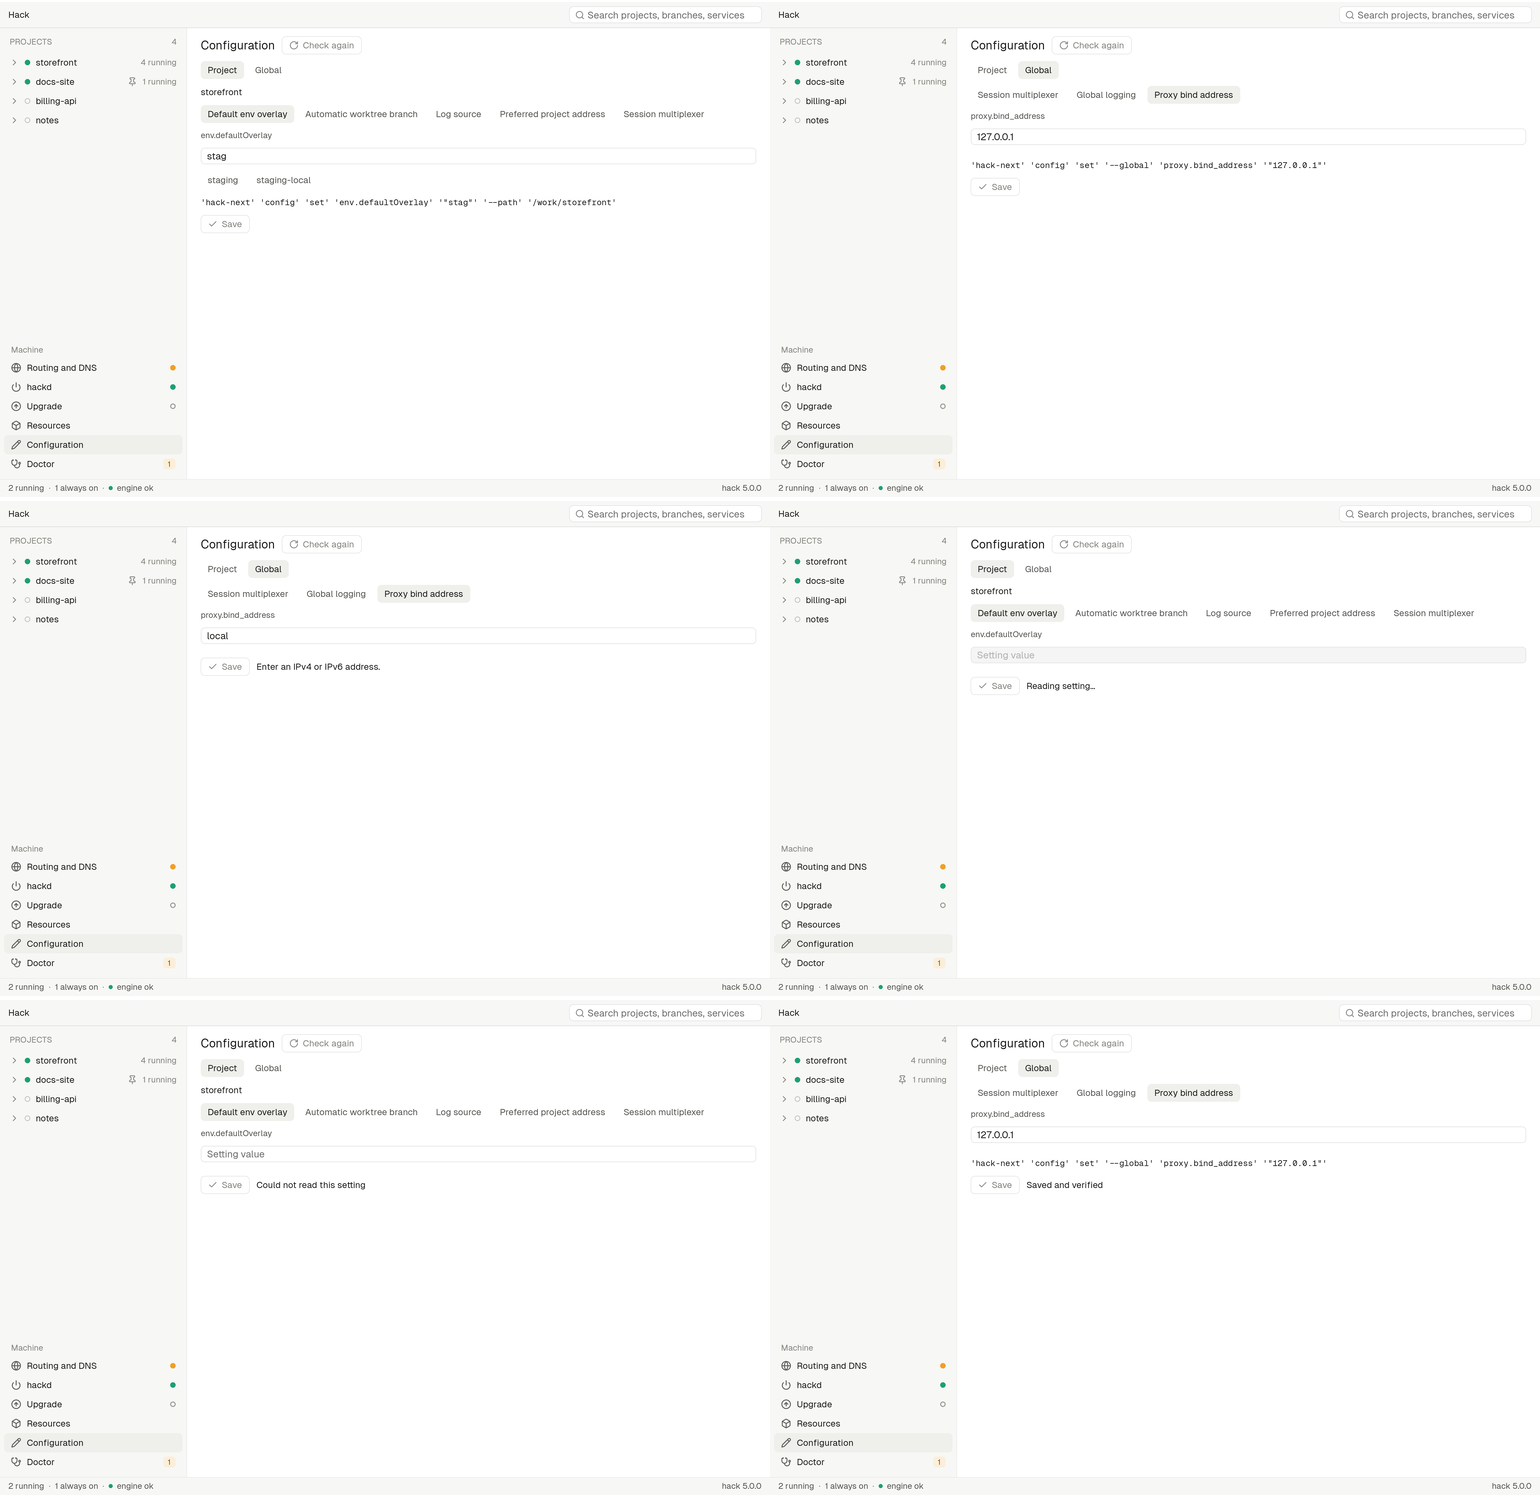 Hack
Search projects, branches, services
PROJECTS 4
storefront 4 running
docs-site 1 running
billing-api
notes
Configuration Check again
Project Global
storefront
Default env overlay Automatic worktree branch Log source Preferred project address Session multiplexer
env.defaultOverlay
stag
staging staging-local
'hack-next' 'config' 'set' 'env.defaultOverlay' '"stag"' '--path' '/work/storefront'
Save
Machine
Routing and DNS
hackd
Upgrade
Resources
Configuration
Doctor 1
2 running · 1 always on · engine ok
hack 5.0.0
Hack
Search projects, branches, services
PROJECTS 4
storefront 4 running
docs-site 1 running
billing-api
notes
Configuration Check again
Project Global
Session multiplexer Global logging Proxy bind address
proxy.bind_address
127.0.0.1
'hack-next' 'config' 'set' '--global' 'proxy.bind_address' '"127.0.0.1"'
Save
Machine
Routing and DNS
hackd
Upgrade
Resources
Configuration
Doctor 1
2 running · 1 always on · engine ok
hack 5.0.0
Hack
Search projects, branches, services
PROJECTS 4
storefront 4 running
docs-site 1 running
billing-api
notes
Configuration Check again
Project Global
Session multiplexer Global logging Proxy bind address
proxy.bind_address
local
Save Enter an IPv4 or IPv6 address.
Machine
Routing and DNS
hackd
Upgrade
Resources
Configuration
Doctor 1
2 running · 1 always on · engine ok
hack 5.0.0
Hack
Search projects, branches, services
PROJECTS 4
storefront 4 running
docs-site 1 running
billing-api
notes
Configuration Check again
Project Global
storefront
Default env overlay Automatic worktree branch Log source Preferred project address Session multiplexer
env.defaultOverlay
Setting value
Save Reading setting…
Machine
Routing and DNS
hackd
Upgrade
Resources
Configuration
Doctor 1
2 running · 1 always on · engine ok
hack 5.0.0
Hack
Search projects, branches, services
PROJECTS 4
storefront 4 running
docs-site 1 running
billing-api
notes
Configuration Check again
Project Global
storefront
Default env overlay Automatic worktree branch Log source Preferred project address Session multiplexer
env.defaultOverlay
Setting value
Save Could not read this setting
Machine
Routing and DNS
hackd
Upgrade
Resources
Configuration
Doctor 1
2 running · 1 always on · engine ok
hack 5.0.0
Hack
Search projects, branches, services
PROJECTS 4
storefront 4 running
docs-site 1 running
billing-api
notes
Configuration Check again
Project Global
Session multiplexer Global logging Proxy bind address
proxy.bind_address
127.0.0.1
'hack-next' 'config' 'set' '--global' 'proxy.bind_address' '"127.0.0.1"'
Save Saved and verified
Machine
Routing and DNS
hackd
Upgrade
Resources
Configuration
Doctor 1
2 running · 1 always on · engine ok
hack 5.0.0